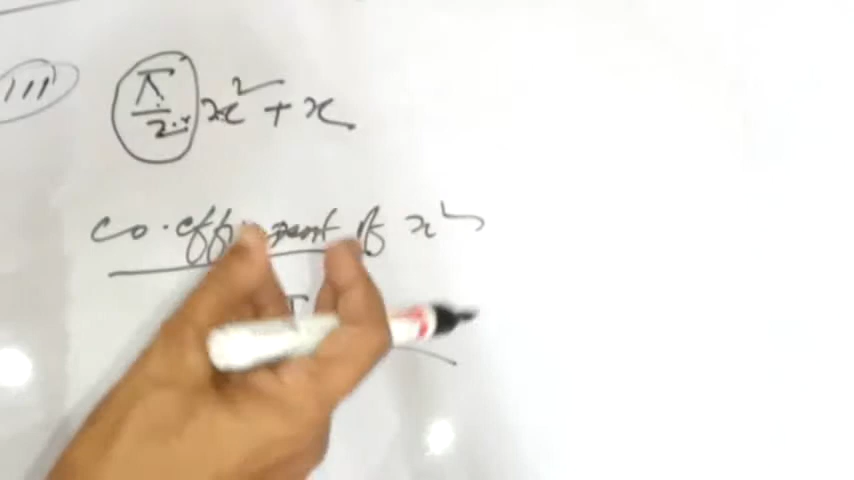 iii)
π/2 x² + x
co-efficient of x²